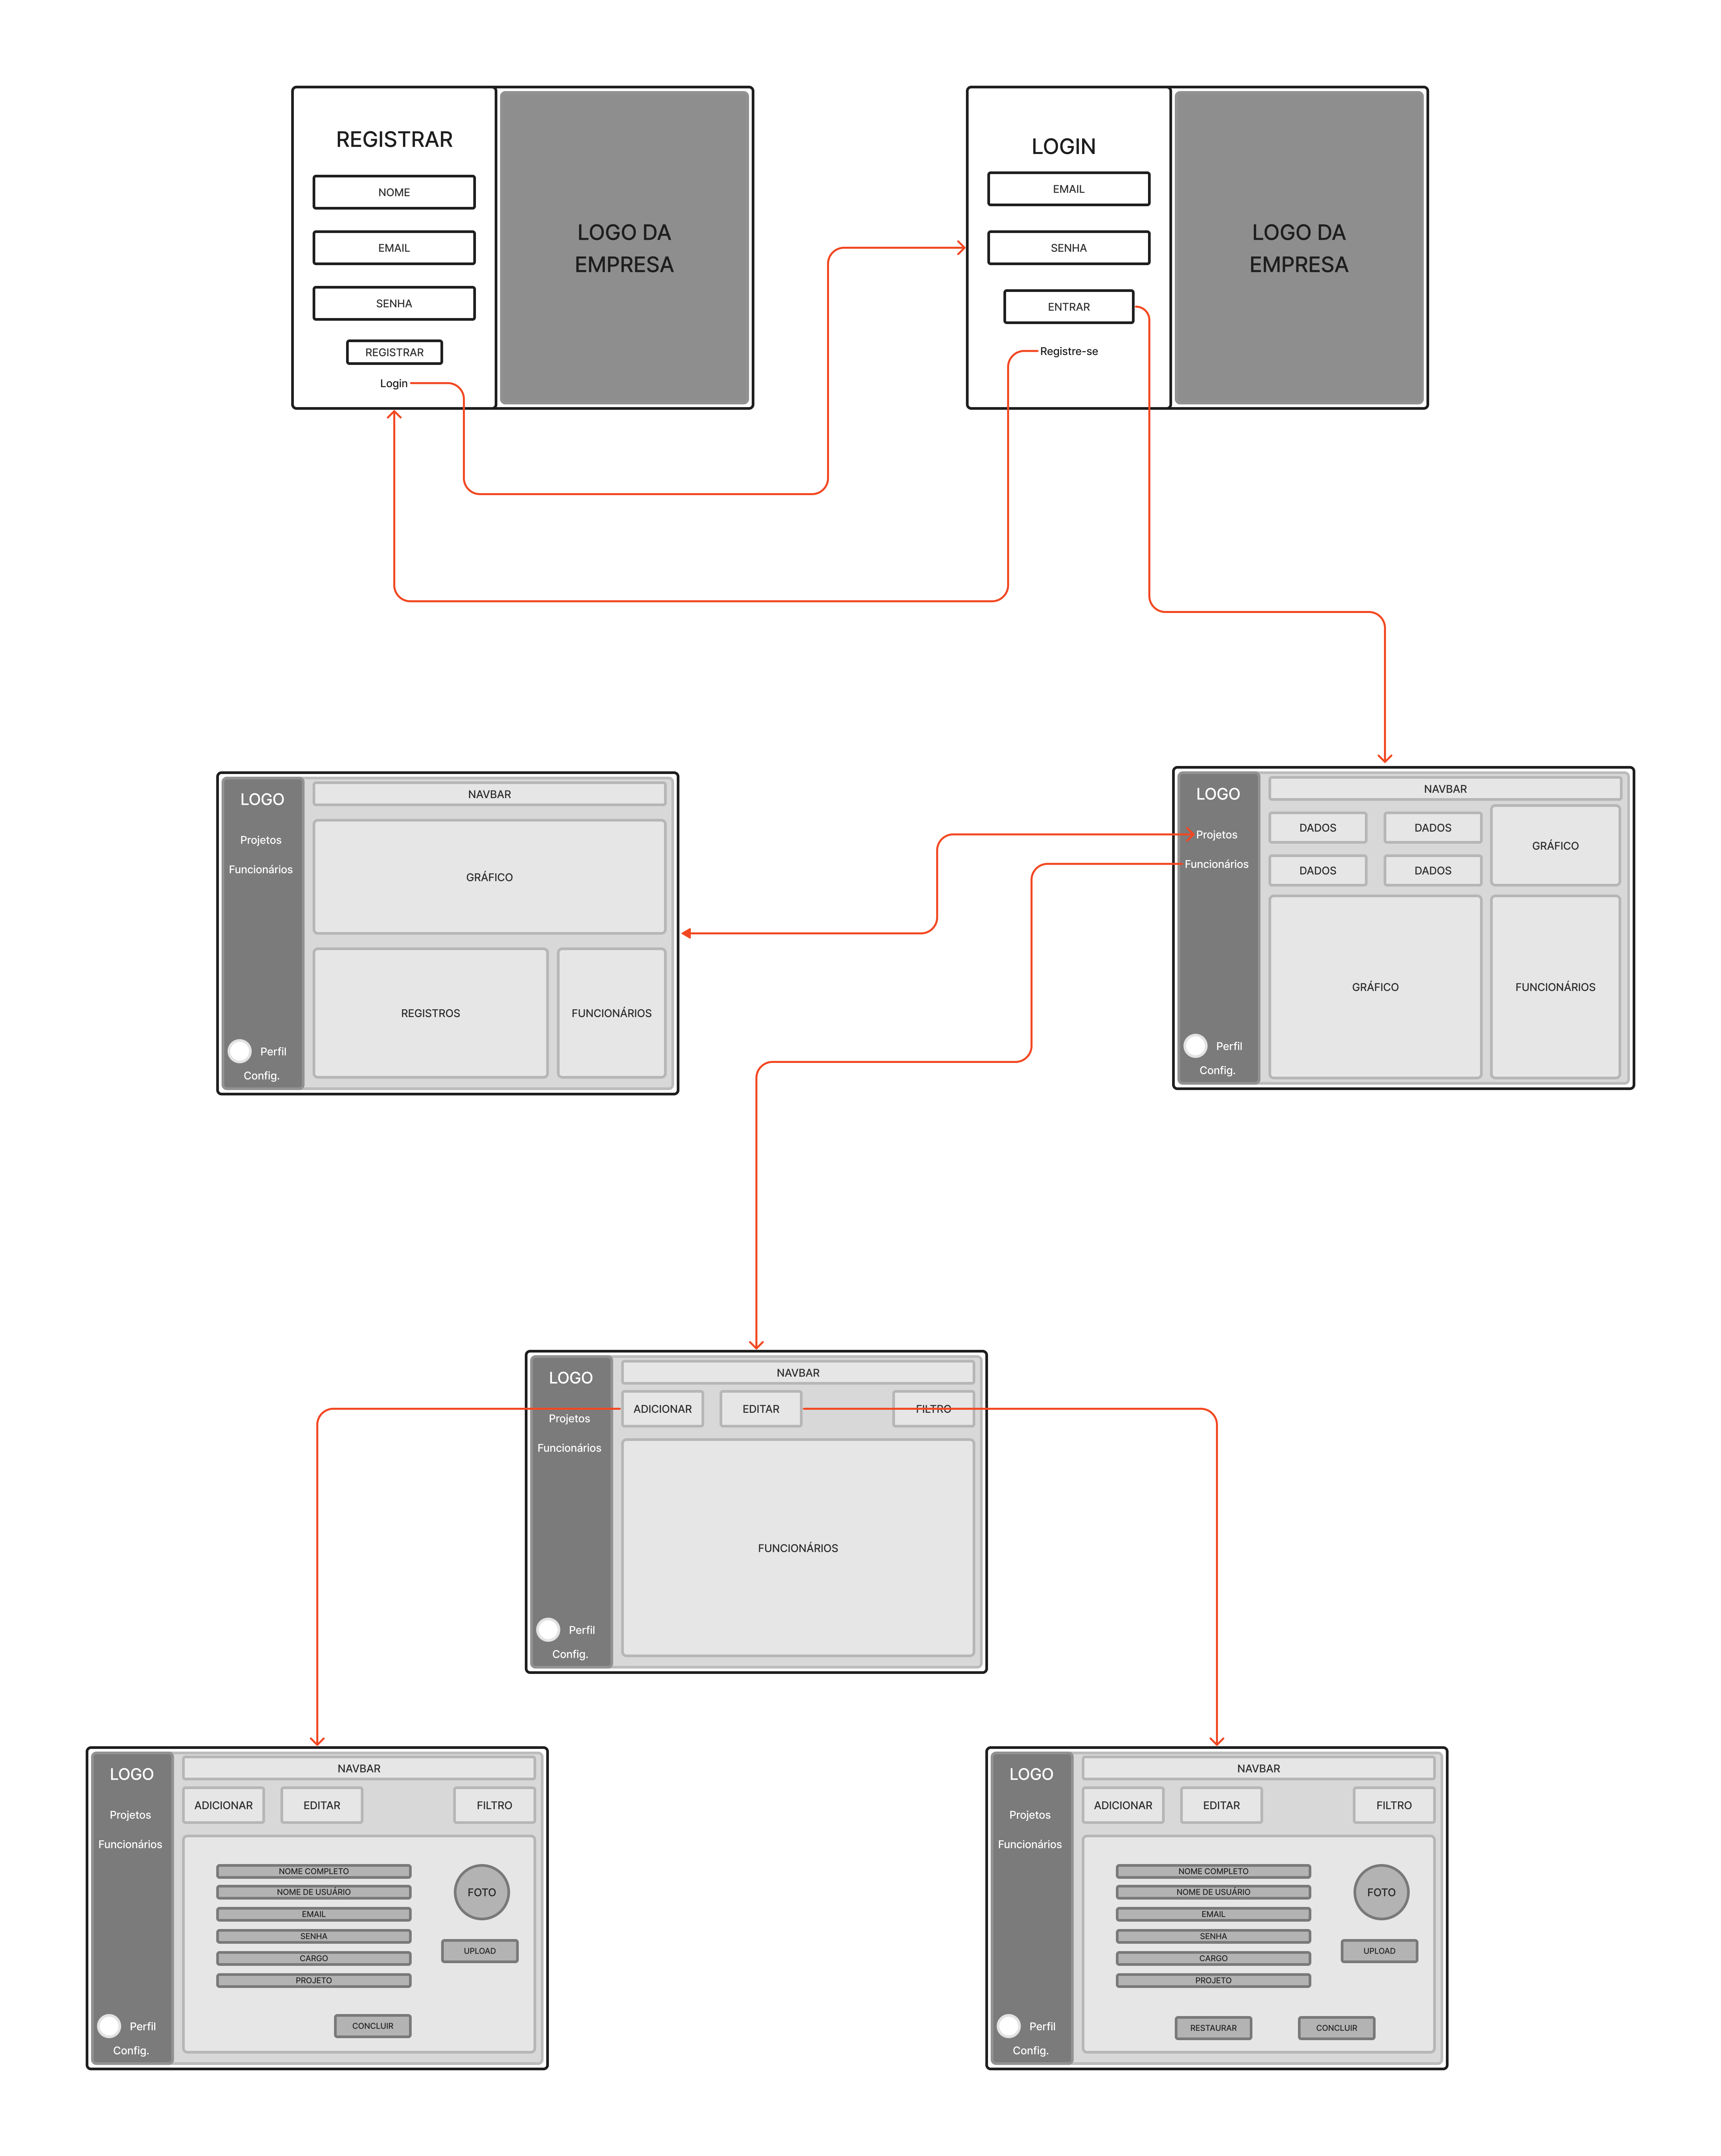 REGISTRAR
NOME
EMAIL
SENHA
REGISTRAR
Login
LOGO DA
EMPRESA
LOGIN
EMAIL
SENHA
ENTRAR
Registre-se
LOGO DA
EMPRESA
LOGO
Projetos
Funcionários
Perfil
Config.
NAVBAR
GRÁFICO
REGISTROS
FUNCIONÁRIOS
LOGO
Projetos
Funcionários
Perfil
Config.
NAVBAR
DADOS
DADOS
DADOS
DADOS
GRÁFICO
GRÁFICO
FUNCIONÁRIOS
LOGO
Projetos
Funcionários
Perfil
Config.
NAVBAR
ADICIONAR
EDITAR
FILTRO
FUNCIONÁRIOS
LOGO
Projetos
Funcionários
Perfil
Config.
NAVBAR
ADICIONAR
EDITAR
FILTRO
NOME COMPLETO
NOME DE USUÁRIO
EMAIL
SENHA
CARGO
PROJETO
FOTO
UPLOAD
CONCLUIR
LOGO
Projetos
Funcionários
Perfil
Config.
NAVBAR
ADICIONAR
EDITAR
FILTRO
NOME COMPLETO
NOME DE USUÁRIO
EMAIL
SENHA
CARGO
PROJETO
FOTO
UPLOAD
RESTAURAR
CONCLUIR